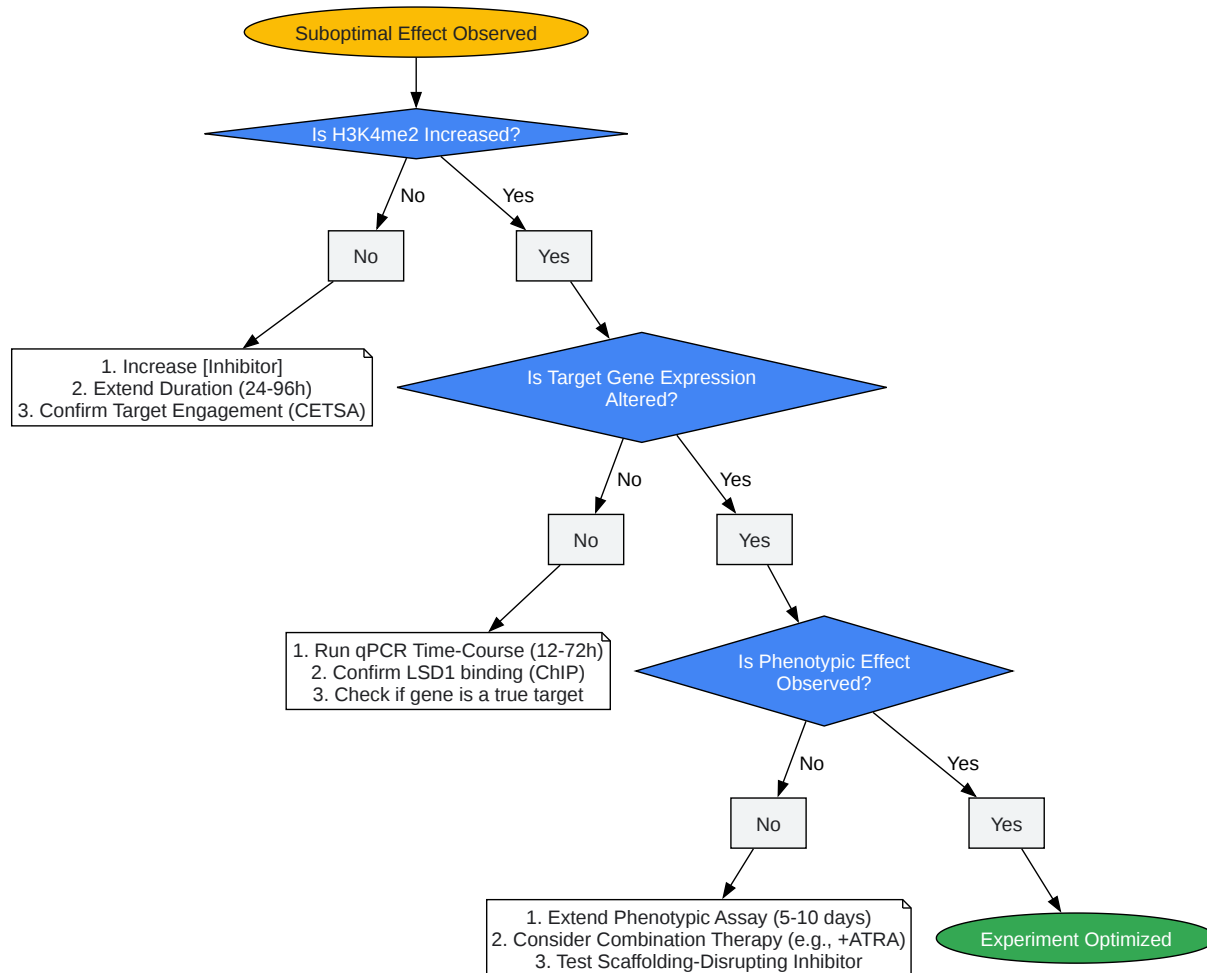 Suboptimal Effect Observed
Is H3K4me2 Increased?
No
Yes
No
Yes
1. Increase [Inhibitor]
2. Extend Duration (24-96h)
3. Confirm Target Engagement (CETSA)
Is Target Gene Expression
Altered?
No
Yes
No
Yes
1. Run qPCR Time-Course (12-72h)
2. Confirm LSD1 binding (ChIP)
3. Check if gene is a true target
Is Phenotypic Effect
Observed?
No
Yes
No
Yes
1. Extend Phenotypic Assay (5-10 days)
2. Consider Combination Therapy (e.g., +ATRA)
3. Test Scaffolding-Disrupting Inhibitor
Experiment Optimized